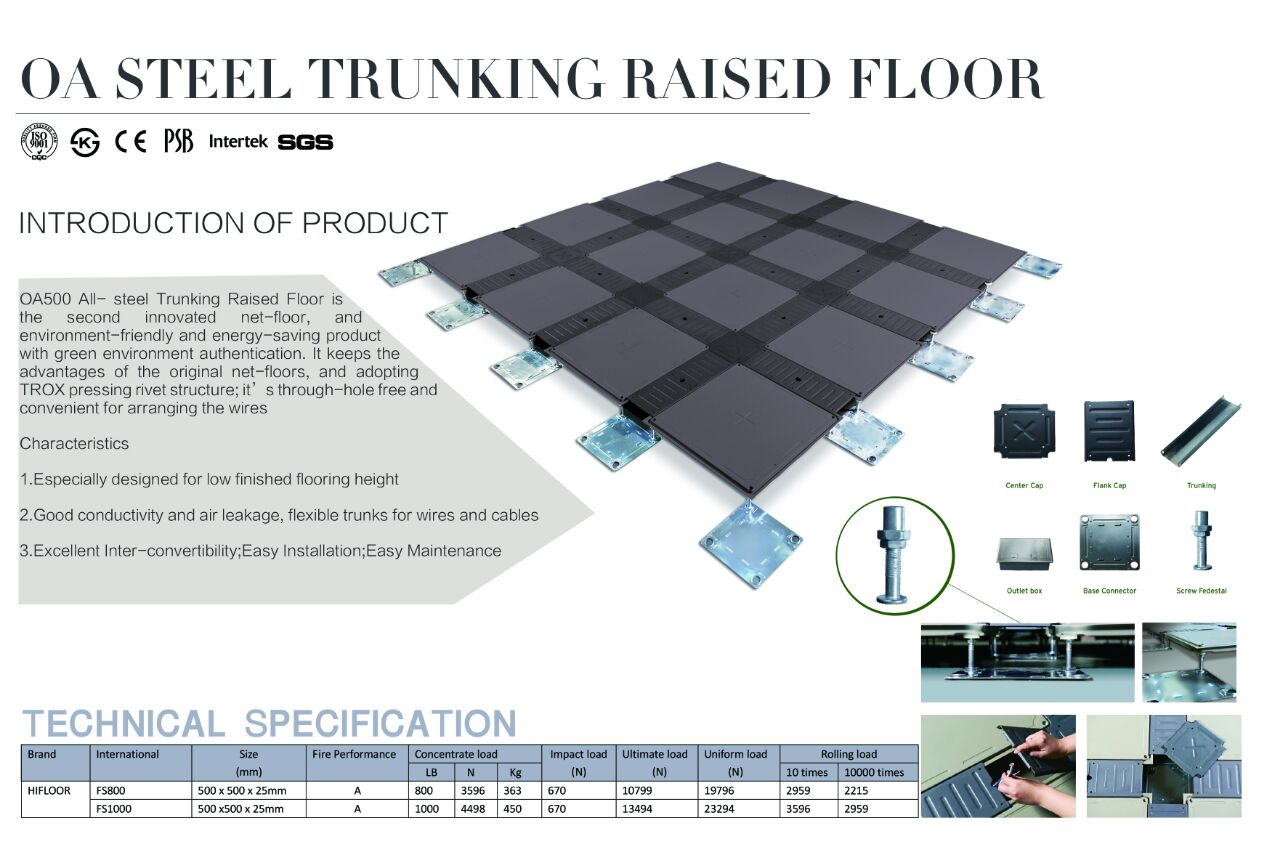 OA STEEL TRUNKING RAISED FLOOR
ISO 9001 CQC K S CE PSB Intertek SGS
INTRODUCTION OF PRODUCT
OA500 All- steel Trunking Raised Floor is
the second innovated net-floor, and
environment-friendly and energy-saving product
with green environment authentication. It keeps the
advantages of the original net-floors, and adopting
TROX pressing rivet structure; it’s through-hole free and
convenient for arranging the wires
Characteristics
1.Especially designed for low finished flooring height
2.Good conductivity and air leakage, flexible trunks for wires and cables
3.Excellent Inter-convertibility;Easy Installation;Easy Maintenance
Center Cap Flank Cap Trunking
Outlet box Base Connector Screw Fedestal
TECHNICAL SPECIFICATION
Brand International Size Fire Performance Concentrate load Impact load Ultimate load Uniform load Rolling load
(mm) LB N Kg (N) (N) (N) 10 times 10000 times
HIFLOOR FS800 500 x 500 x 25mm A 800 3596 363 670 10799 19796 2959 2215
FS1000 500 x500 x 25mm A 1000 4498 450 670 13494 23294 3596 2959